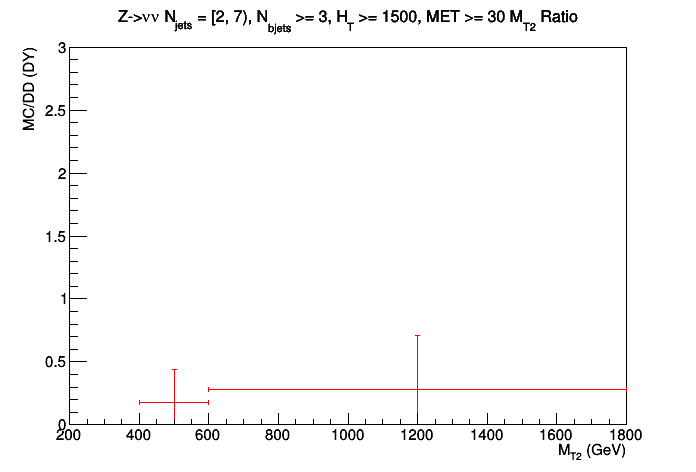 Z->νν N_jets = [2, 7), N_bjets >= 3, H_T >= 1500, MET >= 30 M_T2 Ratio
MC/DD (DY)
3
2.5
2
1.5
1
0.5
0
200 400 600 800 1000 1200 1400 1600 1800
M_T2 (GeV)